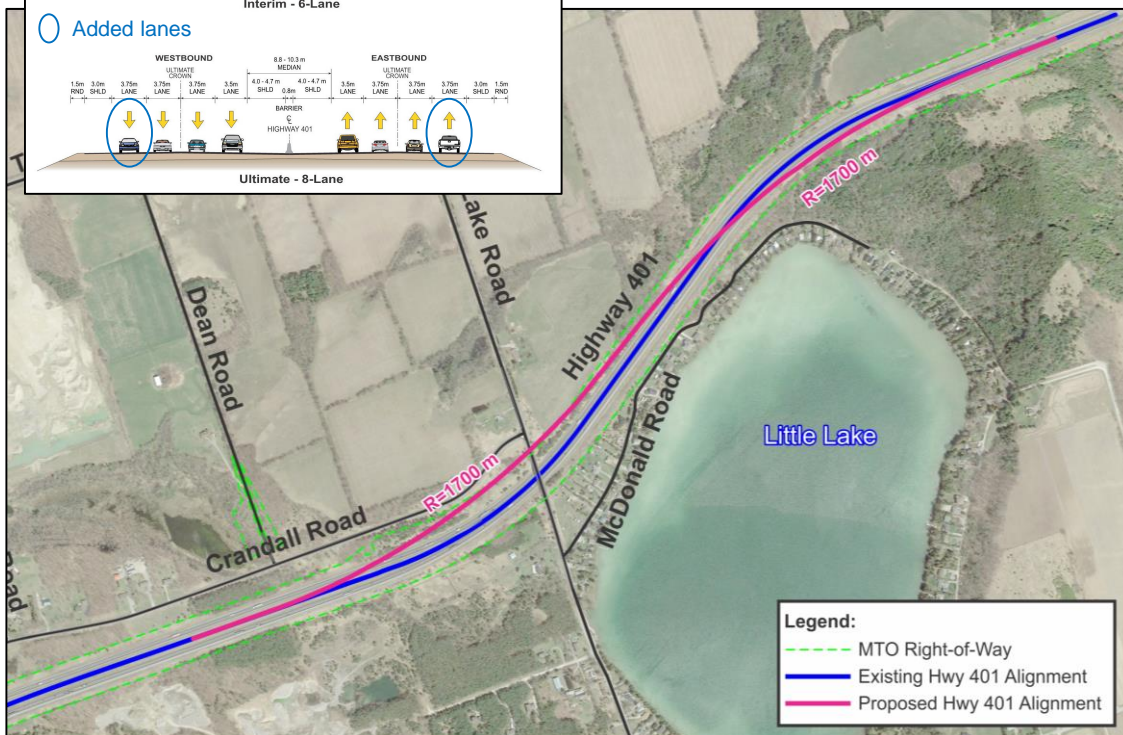 Interim - 6-Lane
Added lanes
WESTBOUND
EASTBOUND
8.8 - 10.3 m
MEDIAN
ULTIMATE
CROWN
ULTIMATE
CROWN
1.5m
RND
3.0m
SHLD
3.75m
LANE
3.75m
LANE
3.75m
LANE
3.5m
LANE
4.0 - 4.7 m
SHLD
0.8m
4.0 - 4.7 m
SHLD
3.5m
LANE
3.75m
LANE
3.75m
LANE
3.75m
LANE
3.0m
SHLD
1.5m
RND
BARRIER
HIGHWAY 401
Ultimate - 8-Lane
R=1700 m
Lake Road
Dean Road
Highway 401
Little Lake
R=1700 m
McDonald Road
Crandall Road
Road
Legend:
MTO Right-of-Way
Existing Hwy 401 Alignment
Proposed Hwy 401 Alignment